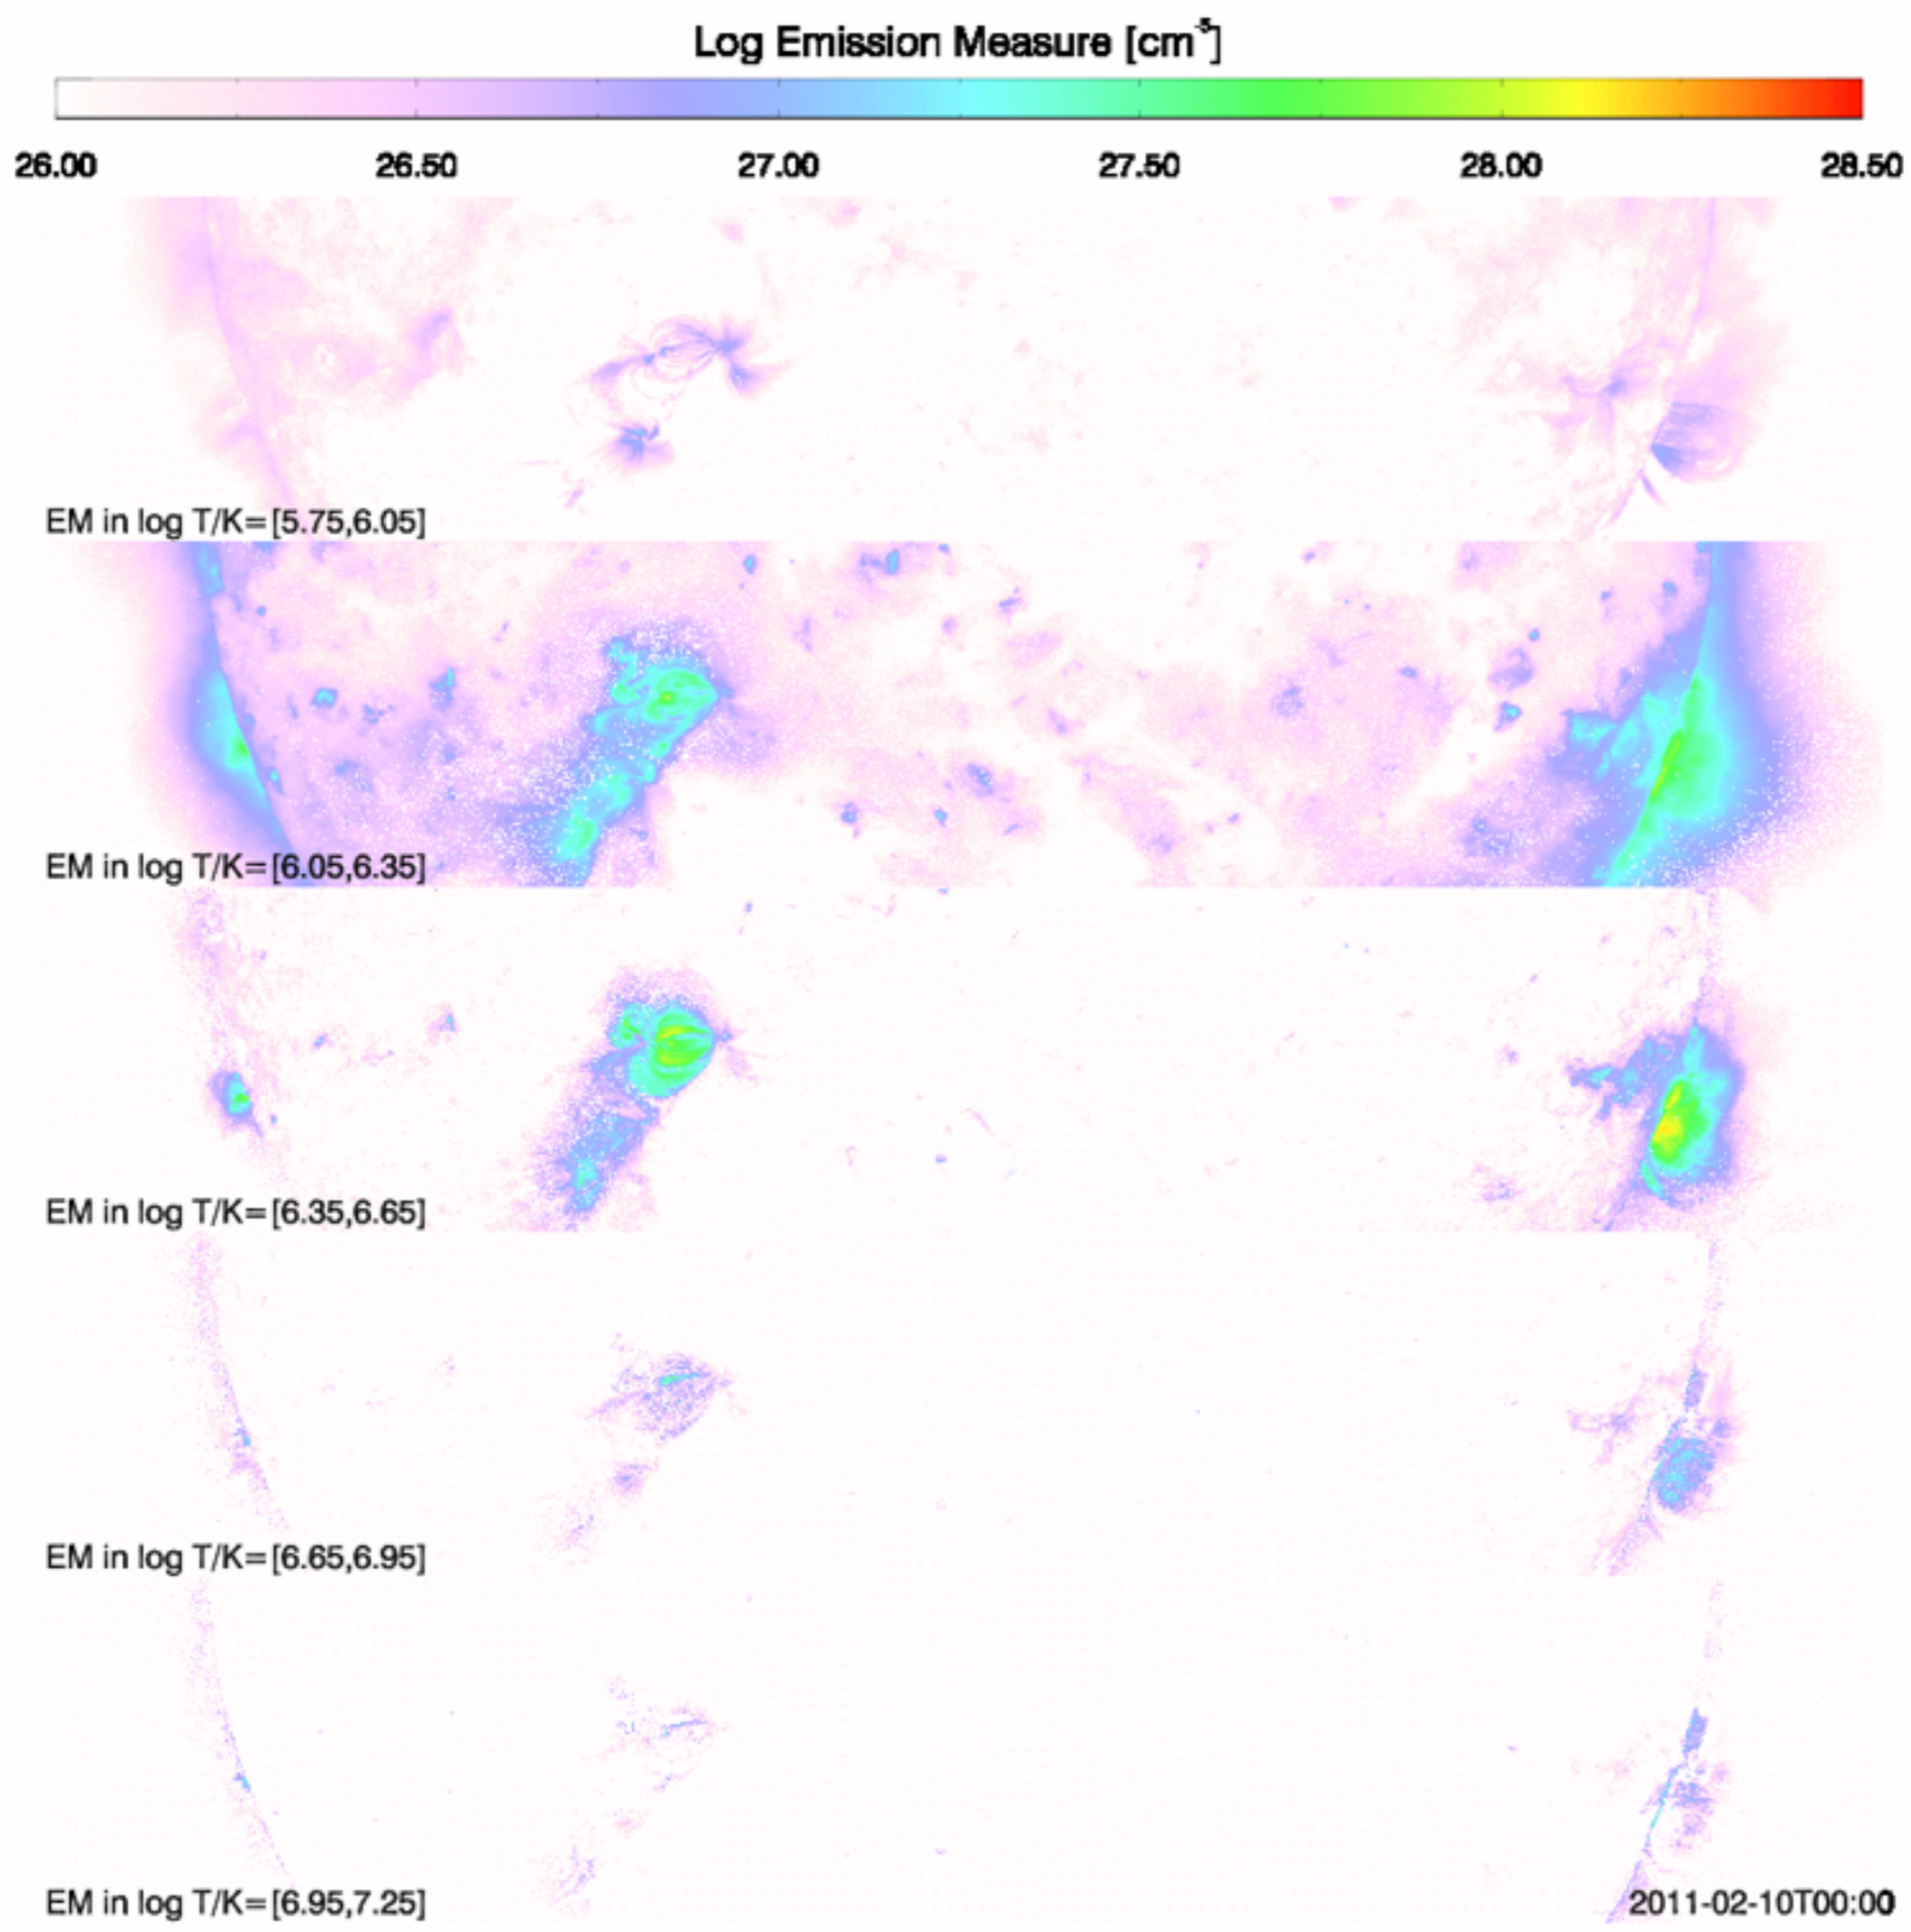 Log Emission Measure [cm⁻⁵]
26.00 26.50 27.00 27.50 28.00 28.50
EM in log T/K=[5.75,6.05]
EM in log T/K=[6.05,6.35]
EM in log T/K=[6.35,6.65]
EM in log T/K=[6.65,6.95]
EM in log T/K=[6.95,7.25] 2011-02-10T00:00